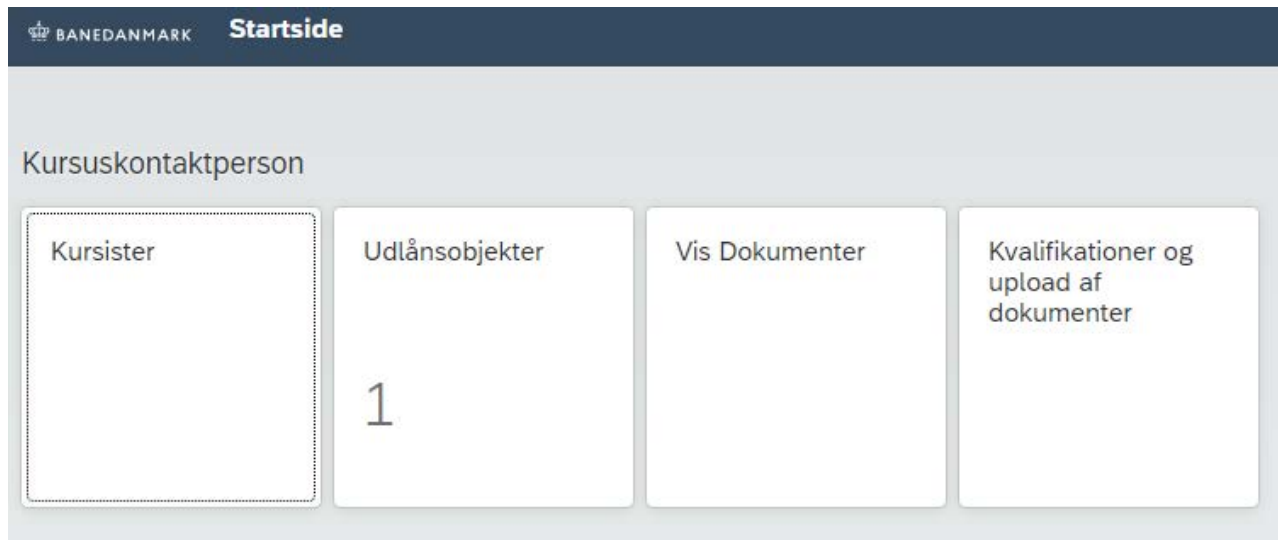 BANEDANMARK Startside
Kursuskontaktperson
Kursister
Udlånsobjekter
1
Vis Dokumenter
Kvalifikationer og
upload af
dokumenter